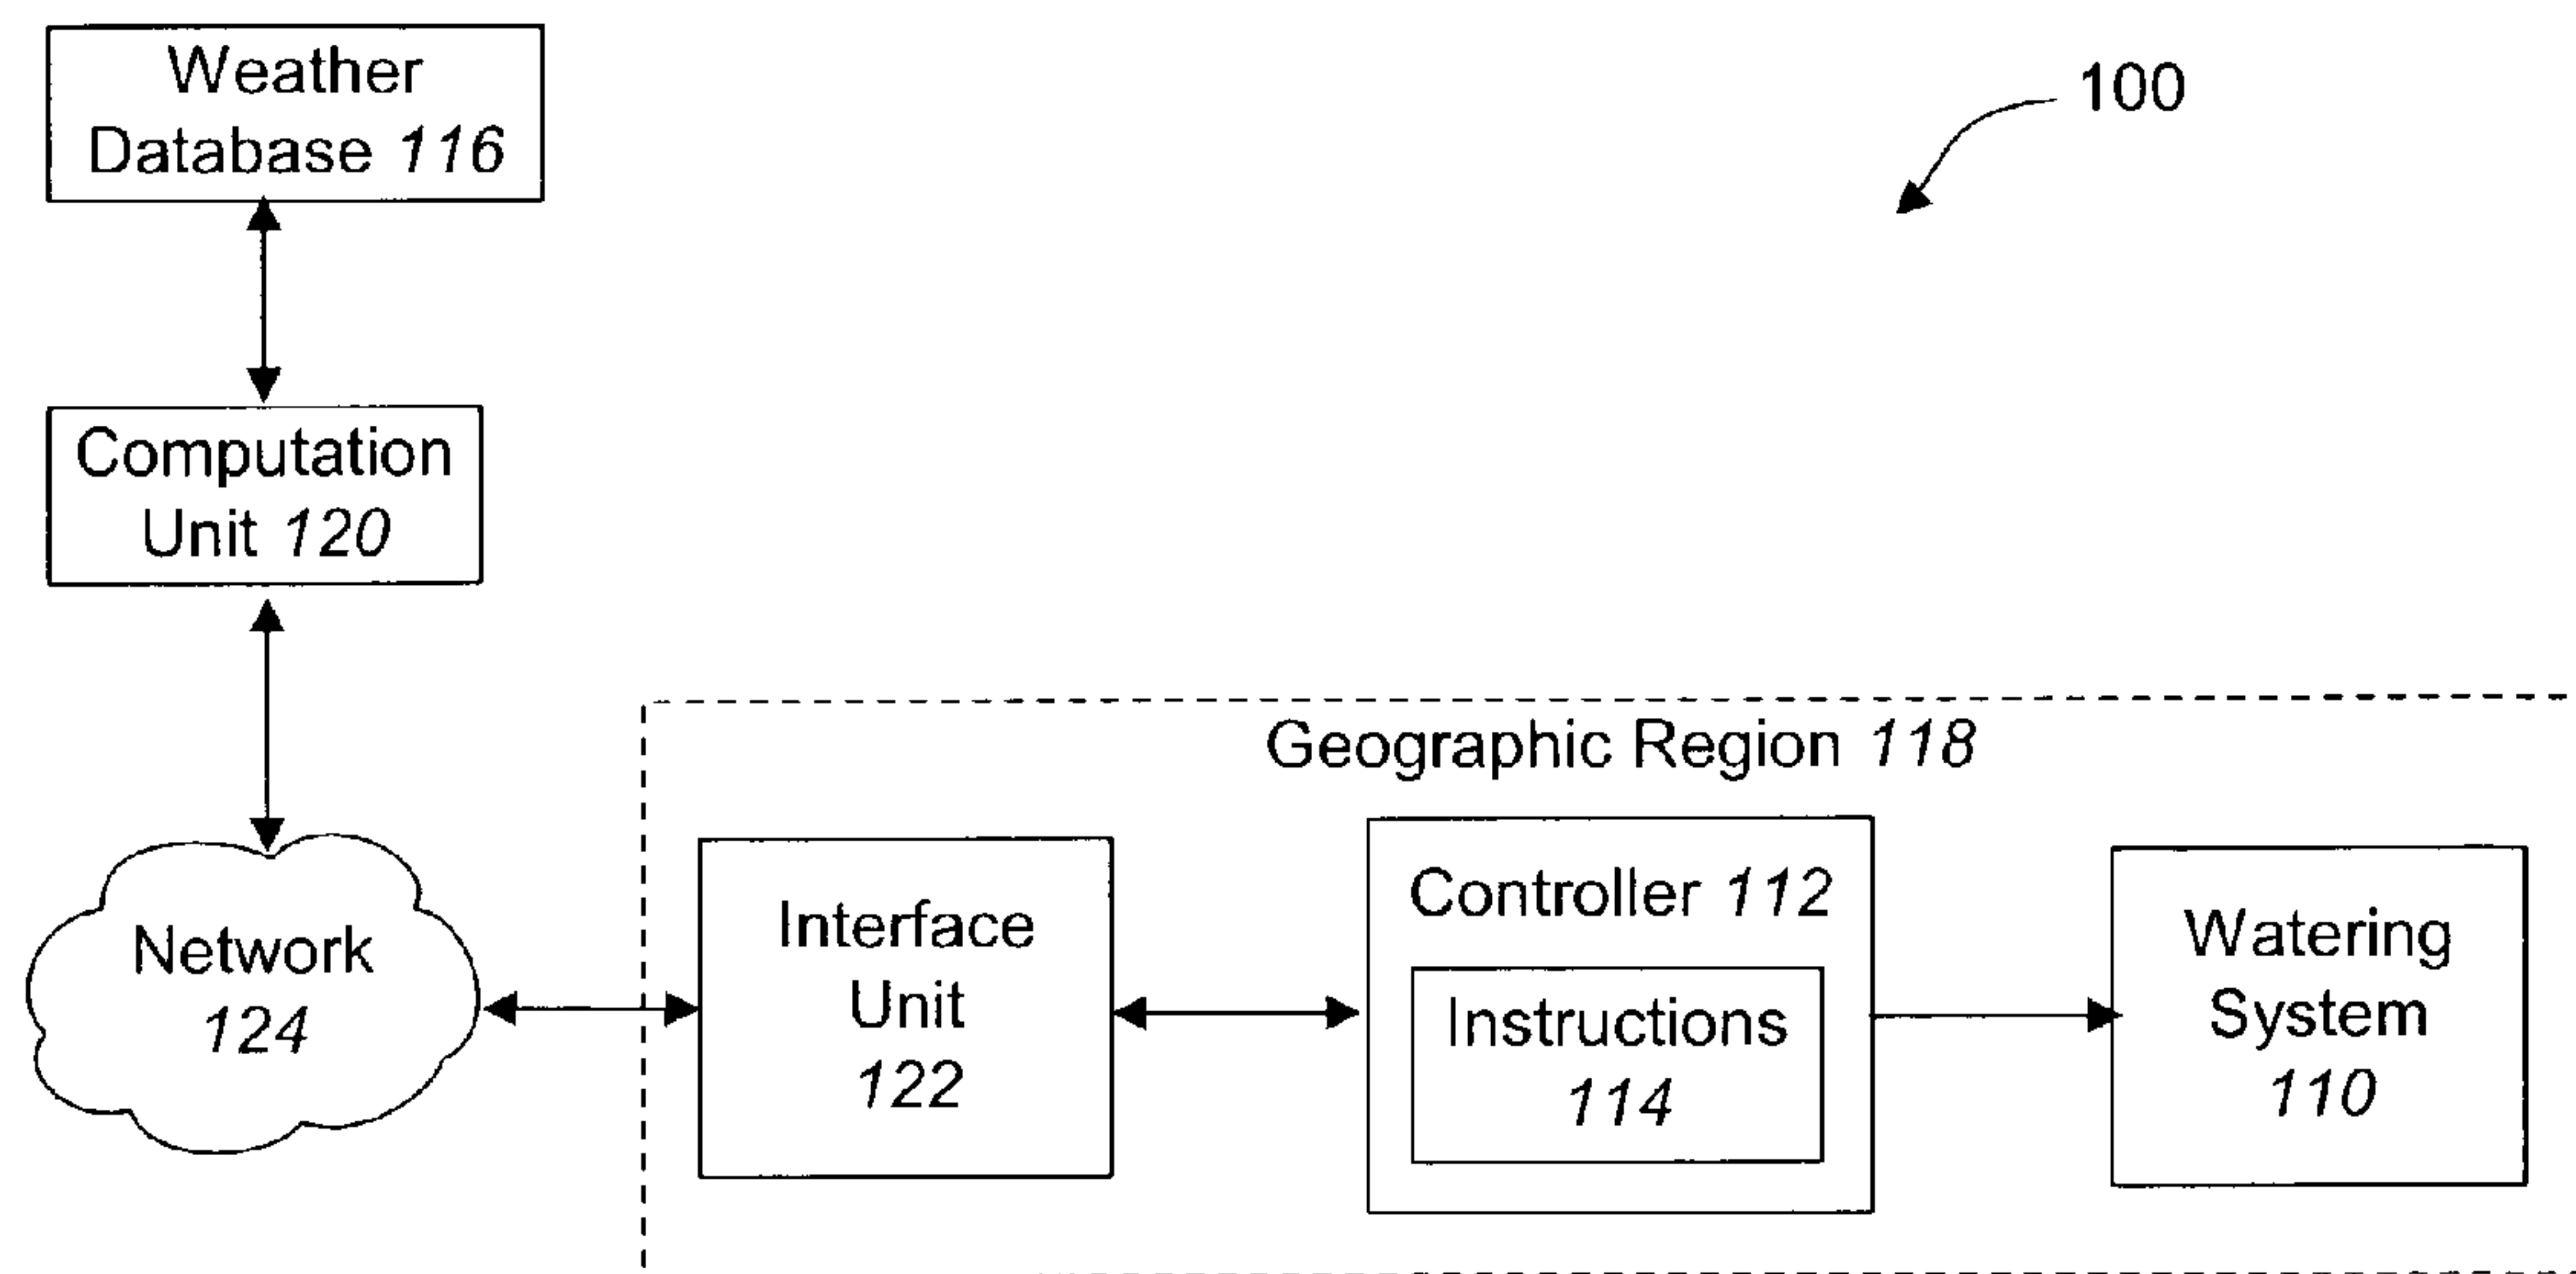 Weather
Database 116
100
Computation
Unit 120
Geographic Region 118
Network
124
Interface
Unit
122
Controller 112
Instructions
114
Watering
System
110